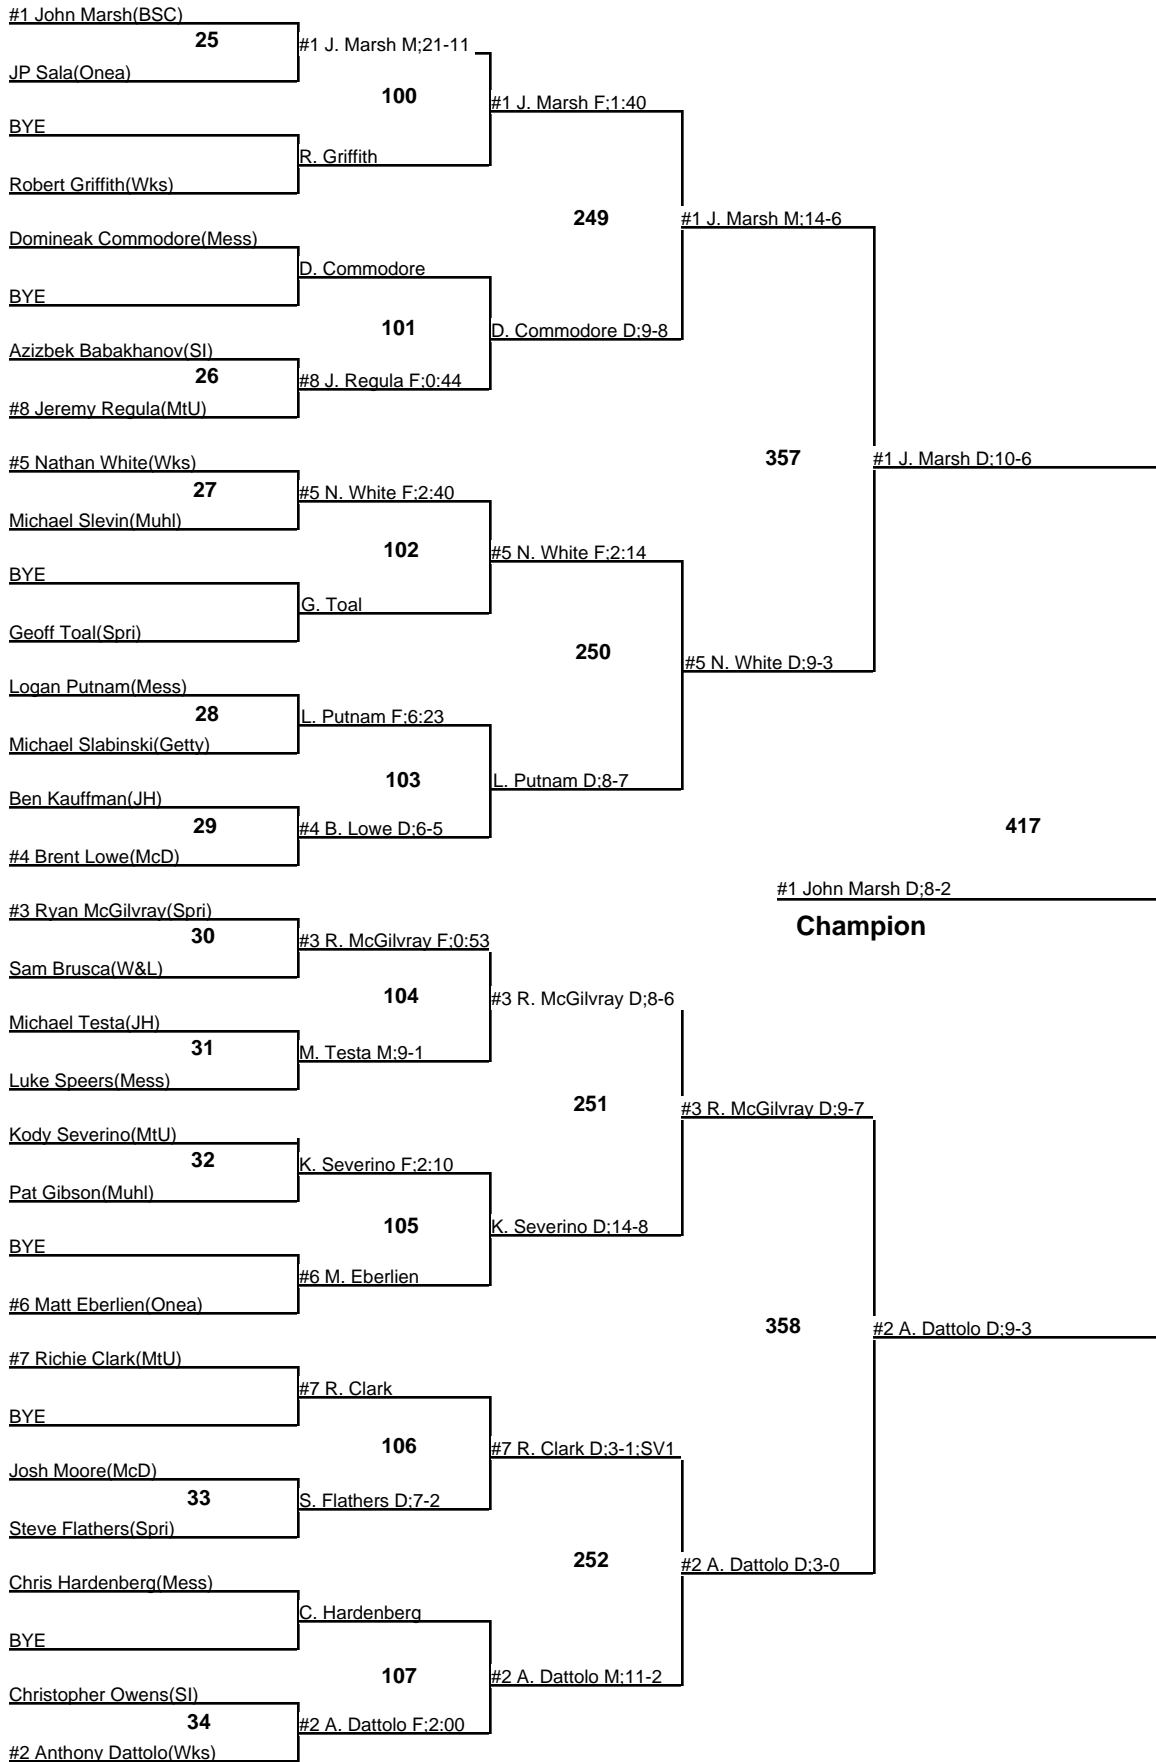 #1 John Marsh(BSC)
25
#1 J. Marsh M;21-11
JP Sala(Onea)
100
#1 J. Marsh F;1:40
BYE
R. Griffith
Robert Griffith(Wks)
249
#1 J. Marsh M;14-6
Domineak Commodore(Mess)
D. Commodore
BYE
101
D. Commodore D;9-8
Azizbek Babakhanov(SI)
26
#8 J. Regula F;0:44
#8 Jeremy Regula(MtU)
357
#1 J. Marsh D;10-6
#5 Nathan White(Wks)
27
#5 N. White F;2:40
Michael Slevin(Muhl)
102
#5 N. White F;2:14
BYE
G. Toal
Geoff Toal(Spri)
250
#5 N. White D;9-3
Logan Putnam(Mess)
28
L. Putnam F;6:23
Michael Slabinski(Getty)
103
L. Putnam D;8-7
Ben Kauffman(JH)
29
#4 B. Lowe D;6-5
417
#4 Brent Lowe(McD)
#1 John Marsh D;8-2
Champion
#3 Ryan McGilvray(Spri)
30
#3 R. McGilvray F;0:53
Sam Brusca(W&L)
104
#3 R. McGilvray D;8-6
Michael Testa(JH)
31
M. Testa M;9-1
Luke Speers(Mess)
251
#3 R. McGilvray D;9-7
Kody Severino(MtU)
32
K. Severino F;2:10
Pat Gibson(Muhl)
105
K. Severino D;14-8
BYE
#6 M. Eberlien
#6 Matt Eberlien(Onea)
358
#2 A. Dattolo D;9-3
#7 Richie Clark(MtU)
#7 R. Clark
BYE
106
#7 R. Clark D;3-1;SV1
Josh Moore(McD)
33
S. Flathers D;7-2
Steve Flathers(Spri)
252
#2 A. Dattolo D;3-0
Chris Hardenberg(Mess)
C. Hardenberg
BYE
107
#2 A. Dattolo M;11-2
Christopher Owens(SI)
34
#2 A. Dattolo F;2:00
#2 Anthony Dattolo(Wks)